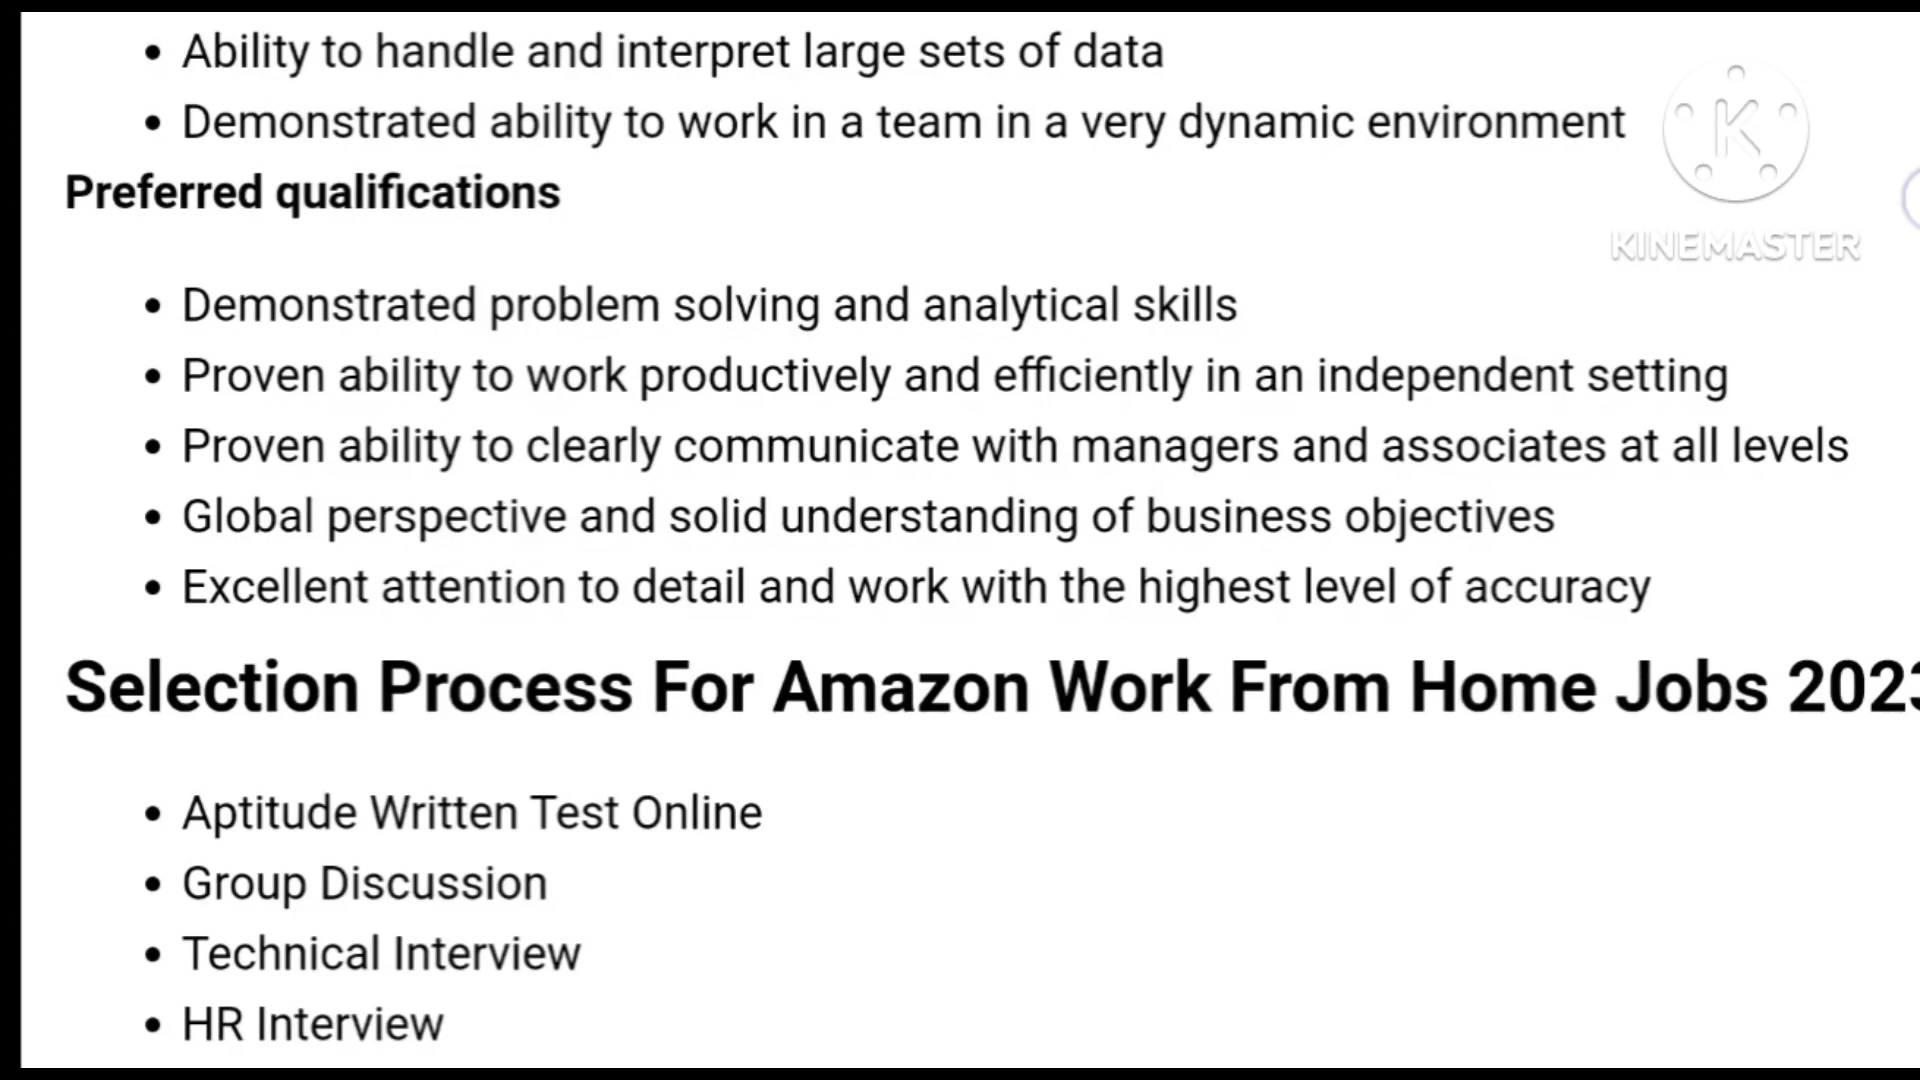 Ability to handle and interpret large sets of data
Demonstrated ability to work in a team in a very dynamic environment
Preferred qualifications
Demonstrated problem solving and analytical skills
Proven ability to work productively and efficiently in an independent setting
Proven ability to clearly communicate with managers and associates at all levels
Global perspective and solid understanding of business objectives
Excellent attention to detail and work with the highest level of accuracy
Selection Process For Amazon Work From Home Jobs 2023
Aptitude Written Test Online
Group Discussion
Technical Interview
HR Interview
K
KINEMASTER